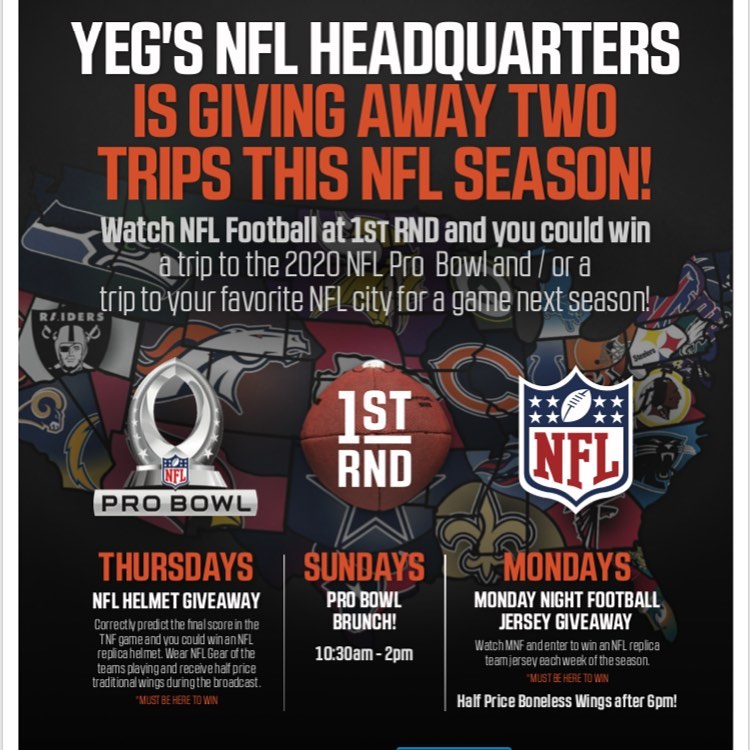 YEG'S NFL HEADQUARTERS
IS GIVING AWAY TWO
TRIPS THIS NFL SEASON!
Watch NFL Football at 1ST RND and you could win
a trip to the 2020 NFL Pro Bowl and / or a
trip to your favorite NFL city for a game next season!
RAIDERS
Steelers
1ST
RND
NFL
NFL
PRO BOWL
THURSDAYS
NFL HELMET GIVEAWAY
Correctly predict the final score in the
TNF game and you could win an NFL
replica helmet. Wear NFL Gear of the
teams playing and receive half price
traditional wings during the broadcast.
*MUST BE HERE TO WIN
SUNDAYS
PRO BOWL
BRUNCH!
10:30am - 2pm
MONDAYS
MONDAY NIGHT FOOTBALL
JERSEY GIVEAWAY
Watch MNF and enter to win an NFL replica
team jersey each week of the season.
*MUST BE HERE TO WIN
Half Price Boneless Wings after 6pm!